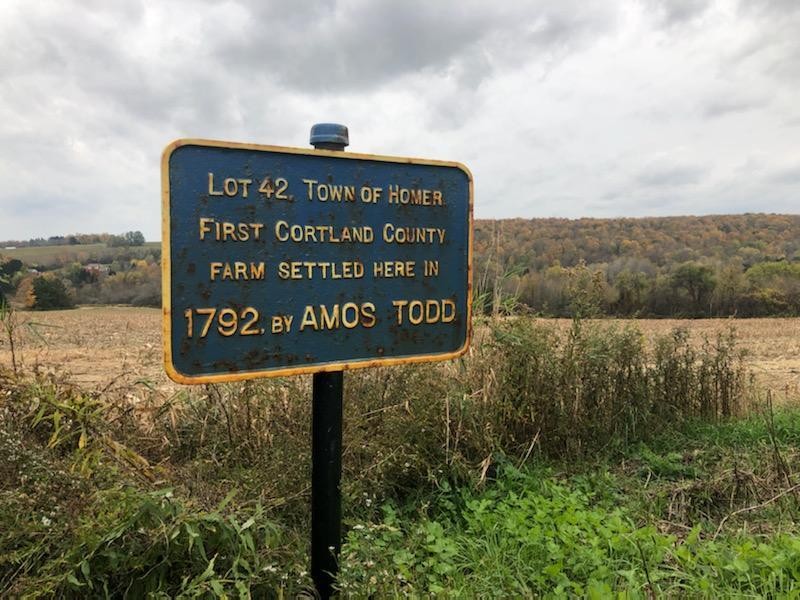 LOT 42, TOWN OF HOMER
FIRST CORTLAND COUNTY
FARM SETTLED HERE IN
1792, BY AMOS TODD